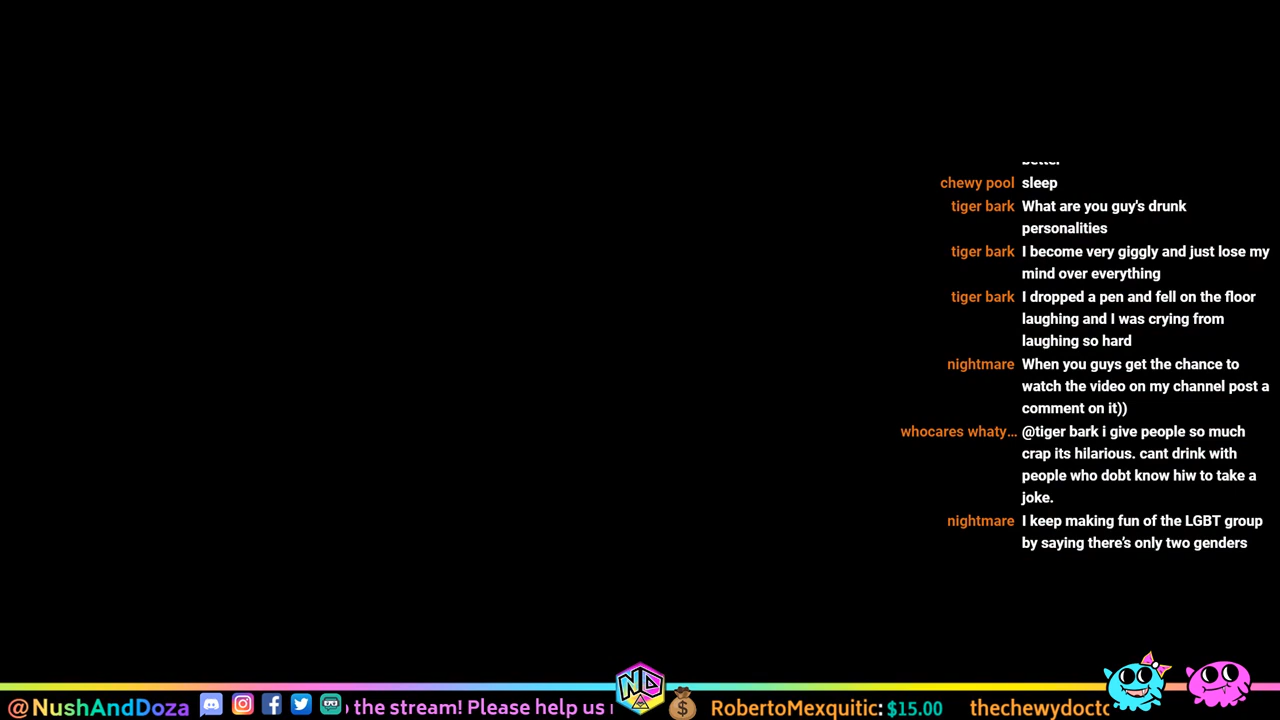 better
chewy pool sleep
tiger bark What are you guy's drunk
personalities
tiger bark I become very giggly and just lose my
mind over everything
tiger bark I dropped a pen and fell on the floor
laughing and I was crying from
laughing so hard
nightmare When you guys get the chance to
watch the video on my channel post a
comment on it))
whocares whaty… @tiger bark i give people so much
crap its hilarious. cant drink with
people who dobt know hiw to take a
joke.
nightmare I keep making fun of the LGBT group
by saying there's only two genders
@NushAndDoza the stream! Please help us ND RobertoMexquitic: $15.00 thechewydocto